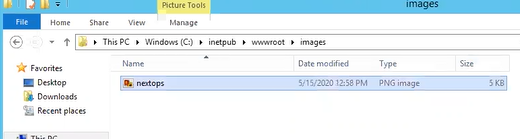 Picture Tools
images
File
Home
Share
View
Manage
This PC
Windows (C:)
inetpub
wwwroot
images
Favorites
Desktop
Downloads
Recent places
This PC
Name
Date modified
Type
Size
nextops
5/15/2020 12:58 PM
PNG image
5 KB